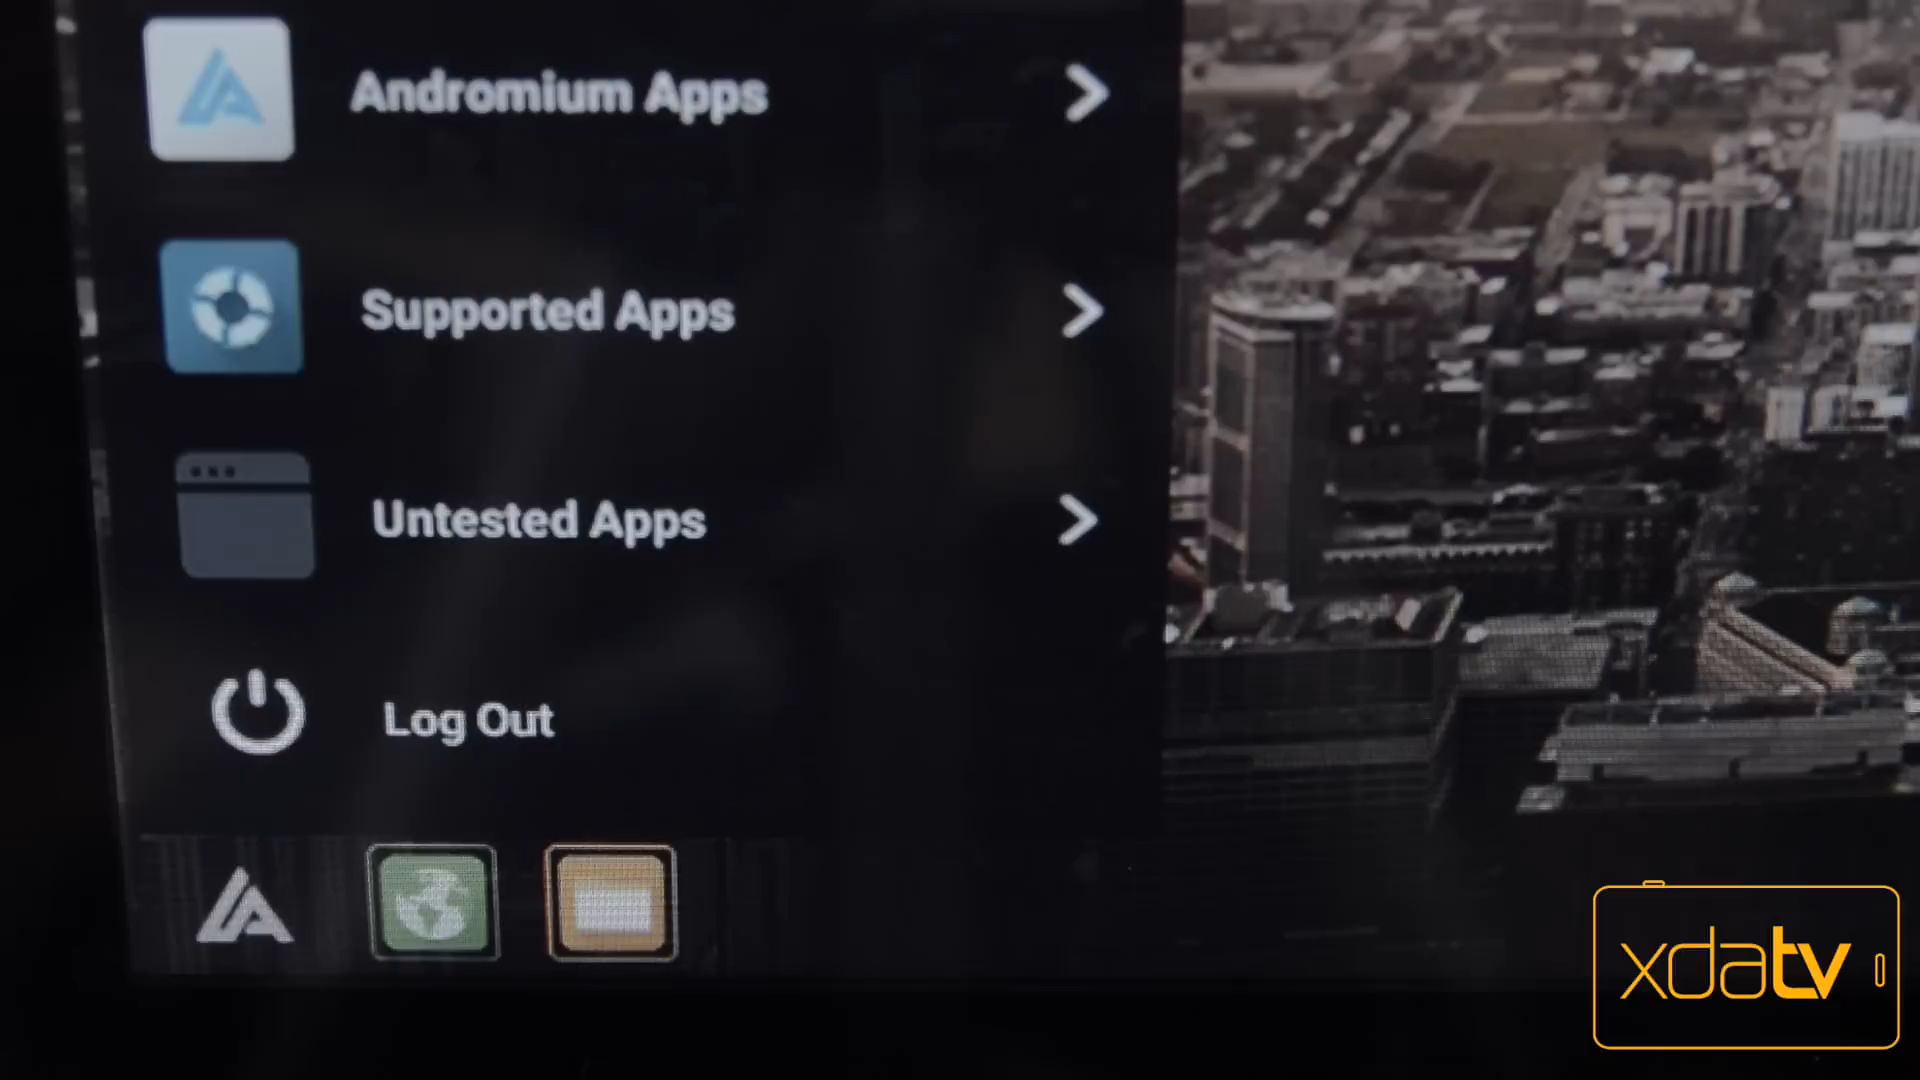 Andromium Apps
Supported Apps
Untested Apps
Log Out
xdatv